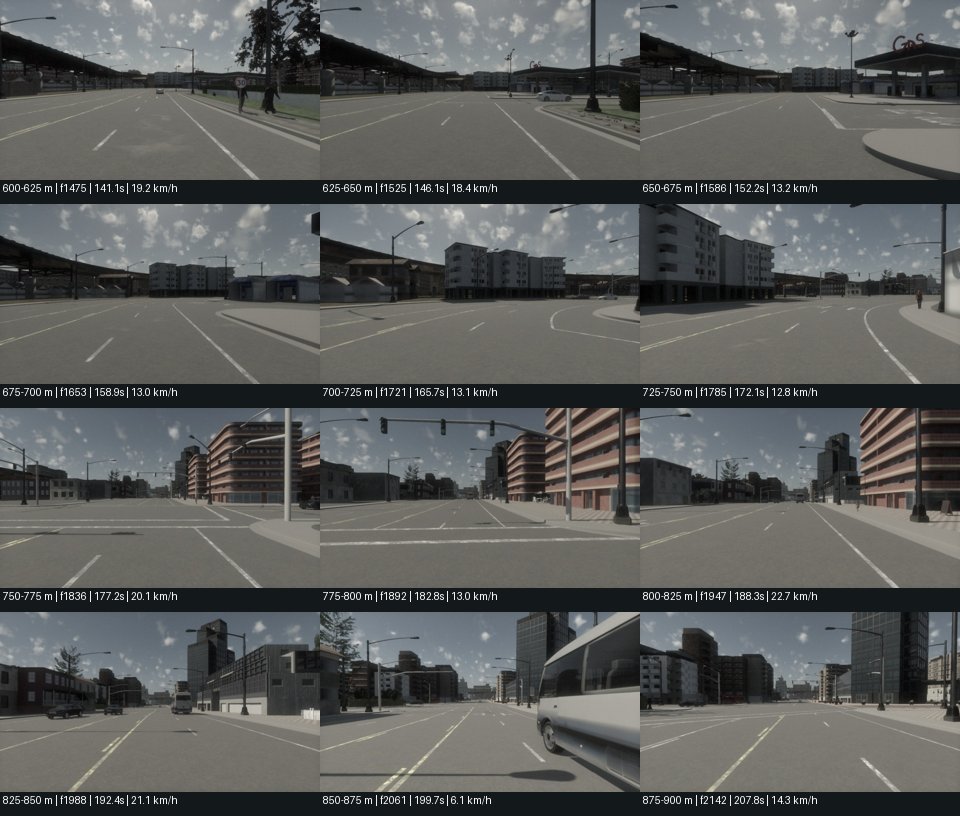 Gas
Gas
600-625 m | f1475 | 141.1s | 19.2 km/h
625-650 m | f1525 | 146.1s | 18.4 km/h
650-675 m | f1586 | 152.2s | 13.2 km/h
675-700 m | f1653 | 158.9s | 13.0 km/h
700-725 m | f1721 | 165.7s | 13.1 km/h
725-750 m | f1785 | 172.1s | 12.8 km/h
750-775 m | f1836 | 177.2s | 20.1 km/h
775-800 m | f1892 | 182.8s | 13.0 km/h
800-825 m | f1947 | 188.3s | 22.7 km/h
825-850 m | f1988 | 192.4s | 21.1 km/h
850-875 m | f2061 | 199.7s | 6.1 km/h
875-900 m | f2142 | 207.8s | 14.3 km/h